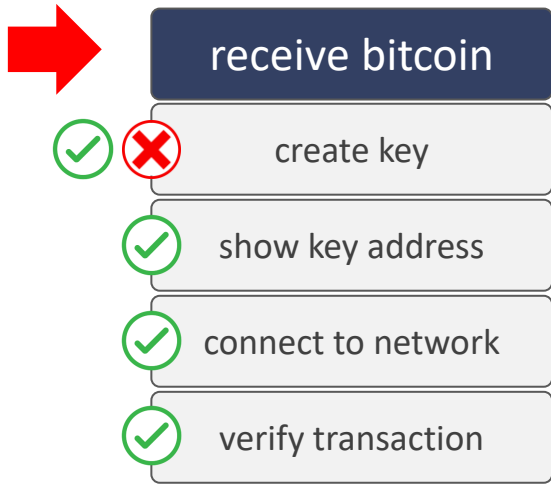 receive bitcoin
create key
show key address
connect to network
verify transaction